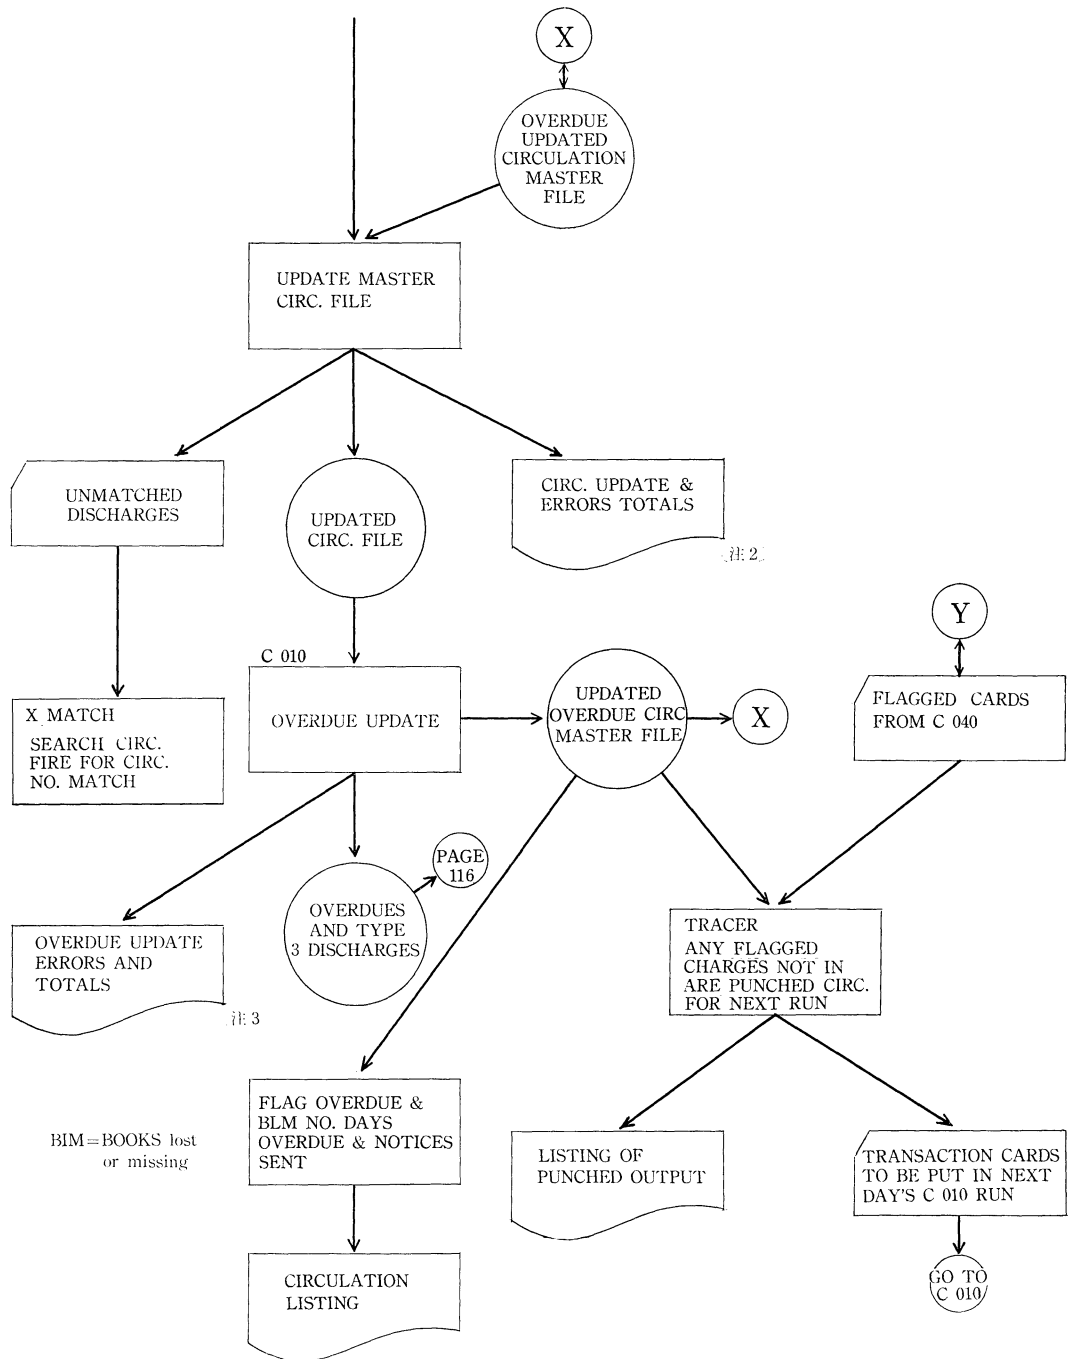 X
OVERDUE
UPDATED
CIRCULATION
MASTER
FILE
UPDATE MASTER
CIRC. FILE
UNMATCHED
DISCHARGES
UPDATED
CIRC. FILE
CIRC. UPDATE &
ERRORS TOTALS
注 2
Y
C 010
OVERDUE UPDATE
UPDATED
OVERDUE CIRC
MASTER FILE
X
FLAGGED CARDS
FROM C 040
X MATCH
SEARCH CIRC.
FIRE FOR CIRC.
NO. MATCH
PAGE
116
OVERDUES
AND TYPE
3 DISCHARGES
OVERDUE UPDATE
ERRORS AND
TOTALS
注 3
TRACER
ANY FLAGGED
CHARGES NOT IN
ARE PUNCHED CIRC.
FOR NEXT RUN
FLAG OVERDUE &
BLM NO. DAYS
OVERDUE & NOTICES
SENT
BIM=BOOKS lost
or missing
LISTING OF
PUNCHED OUTPUT
TRANSACTION CARDS
TO BE PUT IN NEXT
DAY'S C 010 RUN
CIRCULATION
LISTING
GO TO
C 010